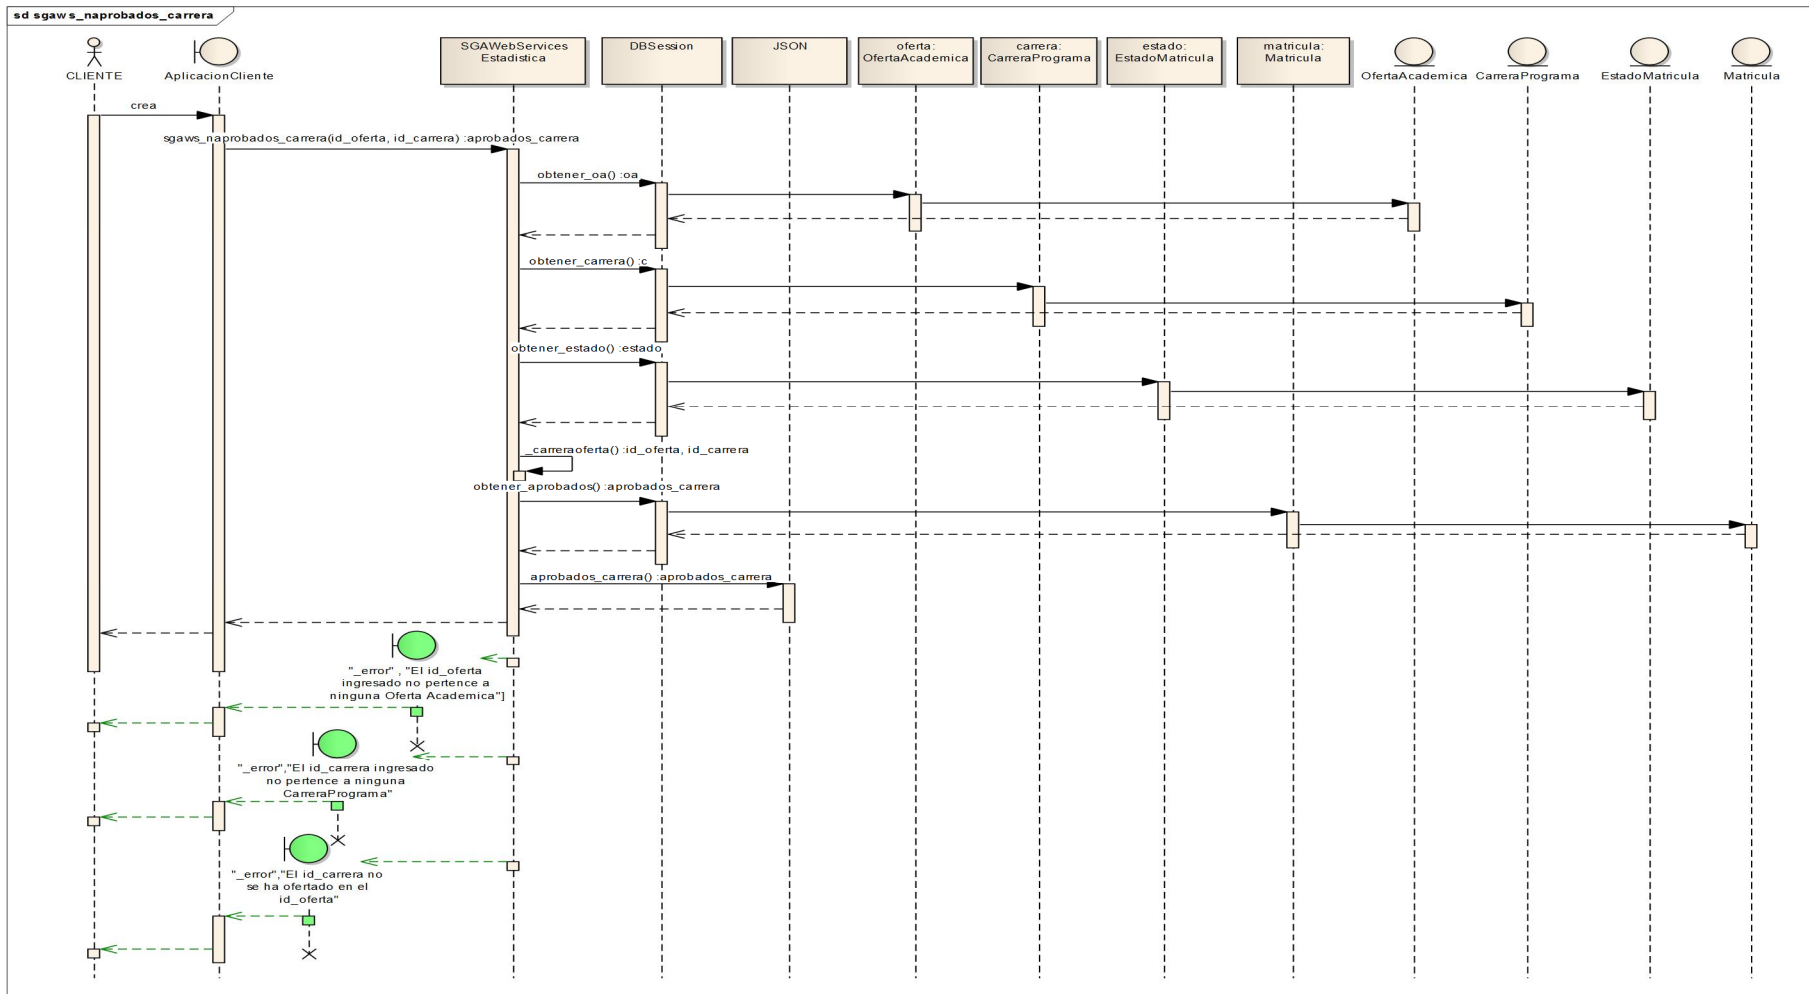 sd sgaws_naprobados_carrera
CLIENTE
AplicacionCliente
SGAWebServices
Estadistica
DBSession
JSON
oferta:
OfertaAcademica
carrera:
CarreraPrograma
estado:
EstadoMatricula
matricula:
Matricula
OfertaAcademica
CarreraPrograma
EstadoMatricula
Matricula
crea
sgaws_naprobados_carrera(id_oferta, id_carrera) :aprobados_carrera
obtener_oa() :oa
obtener_carrera() :c
obtener_estado() :estado
_carreraoferta() :id_oferta, id_carrera
obtener_aprobados() :aprobados_carrera
aprobados_carrera() :aprobados_carrera
"_error" , "El id_oferta
ingresado no pertence a
ninguna Oferta Academica"]
"_error","El id_carrera ingresado
no pertence a ninguna
CarreraPrograma"
"_error","El id_carrera no
se ha ofertado en el
id_oferta"